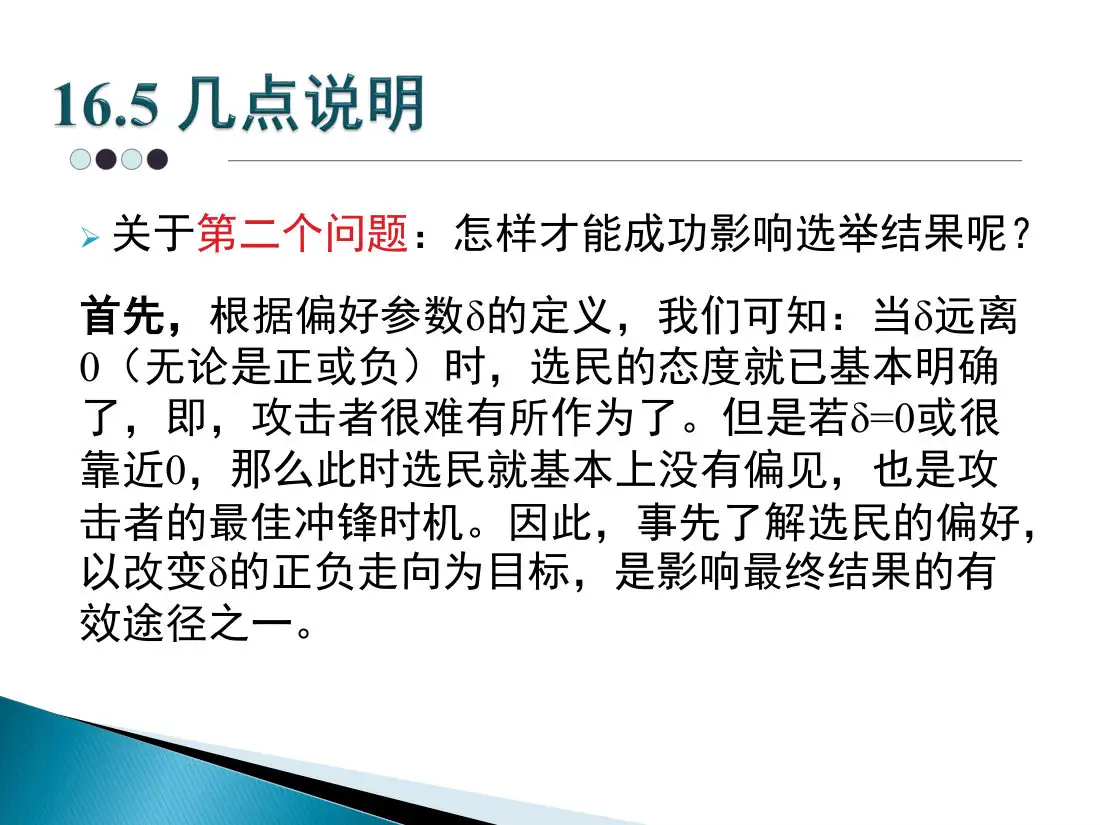 16.5 几点说明
关于第二个问题：怎样才能成功影响选举结果呢？
首先，根据偏好参数δ的定义，我们可知：当δ远离
0（无论是正或负）时，选民的态度就已基本明确
了，即，攻击者很难有所作为了。但是若δ=0或很
靠近0，那么此时选民就基本上没有偏见，也是攻
击者的最佳冲锋时机。因此，事先了解选民的偏好，
以改变δ的正负走向为目标，是影响最终结果的有
效途径之一。